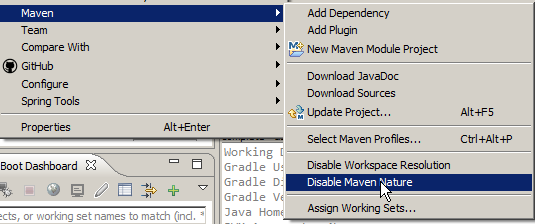 Maven
Team
Compare With
GitHub
Configure
Spring Tools
Properties Alt+Enter
Add Dependency
Add Plugin
New Maven Module Project
Download JavaDoc
Download Sources
Update Project... Alt+F5
Select Maven Profiles... Ctrl+Alt+P
Disable Workspace Resolution
Disable Maven Nature
Assign Working Sets...
Boot Dashboard
ects, or working set names to match (incl. *
Working D
Gradle Us
Gradle Di
Gradle Ve
Java Home